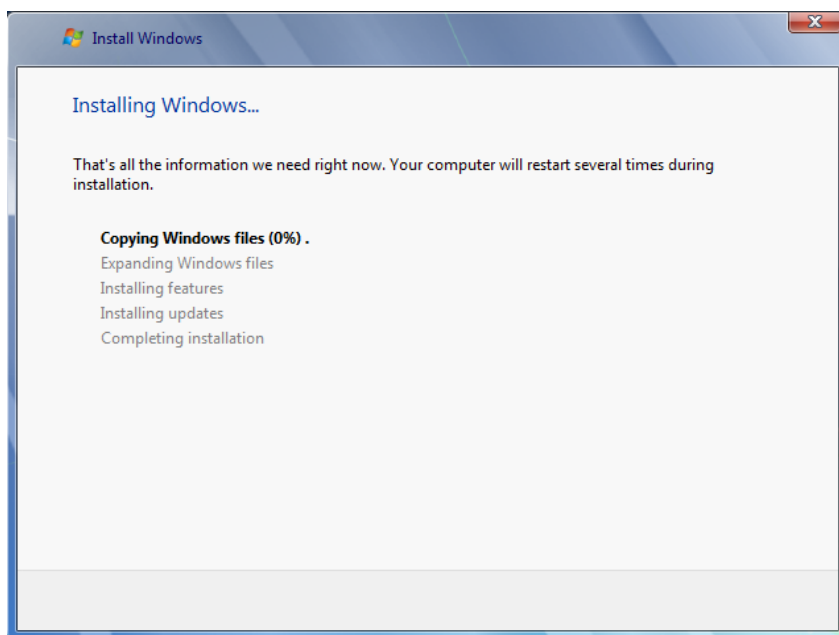 Install Windows
Installing Windows...
That's all the information we need right now. Your computer will restart several times during
installation.
Copying Windows files (0%) .
Expanding Windows files
Installing features
Installing updates
Completing installation